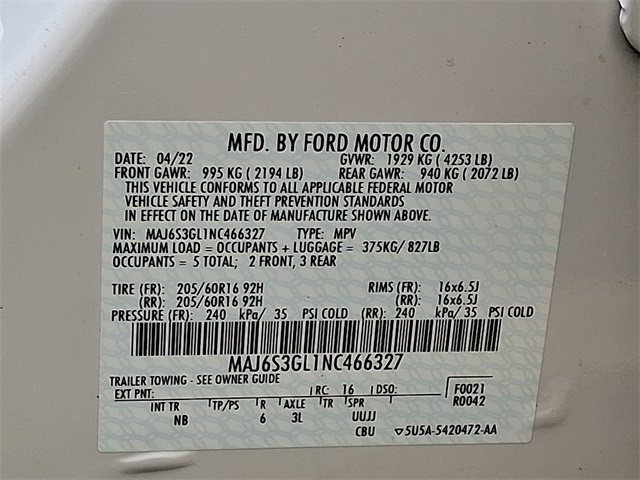 MFD. BY FORD MOTOR CO.
DATE: 04/22 GVWR: 1929 KG ( 4253 LB)
FRONT GAWR: 995 KG ( 2194 LB) REAR GAWR: 940 KG ( 2072 LB)
THIS VEHICLE CONFORMS TO ALL APPLICABLE FEDERAL MOTOR
VEHICLE SAFETY AND THEFT PREVENTION STANDARDS
IN EFFECT ON THE DATE OF MANUFACTURE SHOWN ABOVE.
VIN: MAJ6S3GL1NC466327 TYPE: MPV
MAXIMUM LOAD = OCCUPANTS + LUGGAGE = 375KG/ 827LB
OCCUPANTS = 5 TOTAL; 2 FRONT, 3 REAR
TIRE (FR): 205/60R16 92H RIMS (FR): 16x6.5J
(RR): 205/60R16 92H (RR): 16x6.5J
PRESSURE (FR): 240 kPa/ 35 PSI COLD (RR): 240 kPa/ 35 PSI COLD
MAJ6S3GL1NC466327
TRAILER TOWING - SEE OWNER GUIDE
EXT PNT: RC: 16 DSO: F0021
R0042
INT TR TP/PS R AXLE TR SPR
NB 6 3L UUJJ
CBU 5U5A-5420472-AA